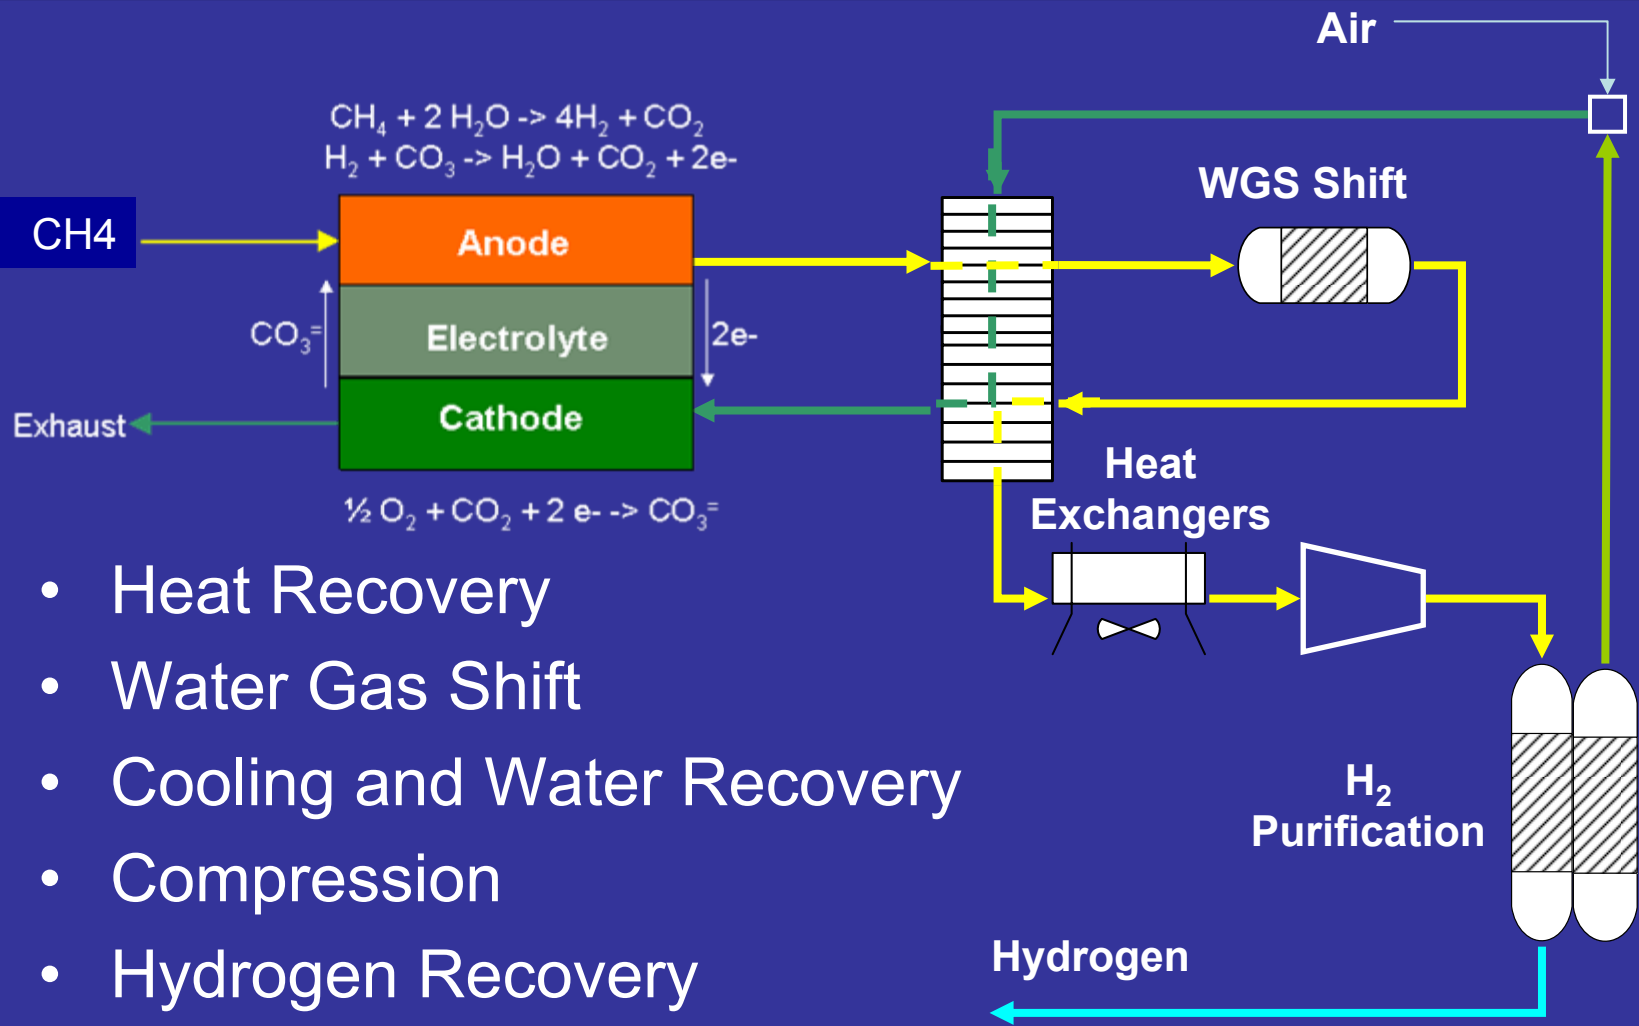 Air
CH₄ + 2 H₂O -> 4H₂ + CO₂
H₂ + CO₃ -> H₂O + CO₂ + 2e-
WGS Shift
CH4
Anode
CO₃⁼
Electrolyte
2e-
Cathode
Exhaust
Heat
Exchangers
½ O₂ + CO₂ + 2 e- -> CO₃⁼
• Heat Recovery
• Water Gas Shift
• Cooling and Water Recovery
• Compression
• Hydrogen Recovery
H₂
Purification
Hydrogen